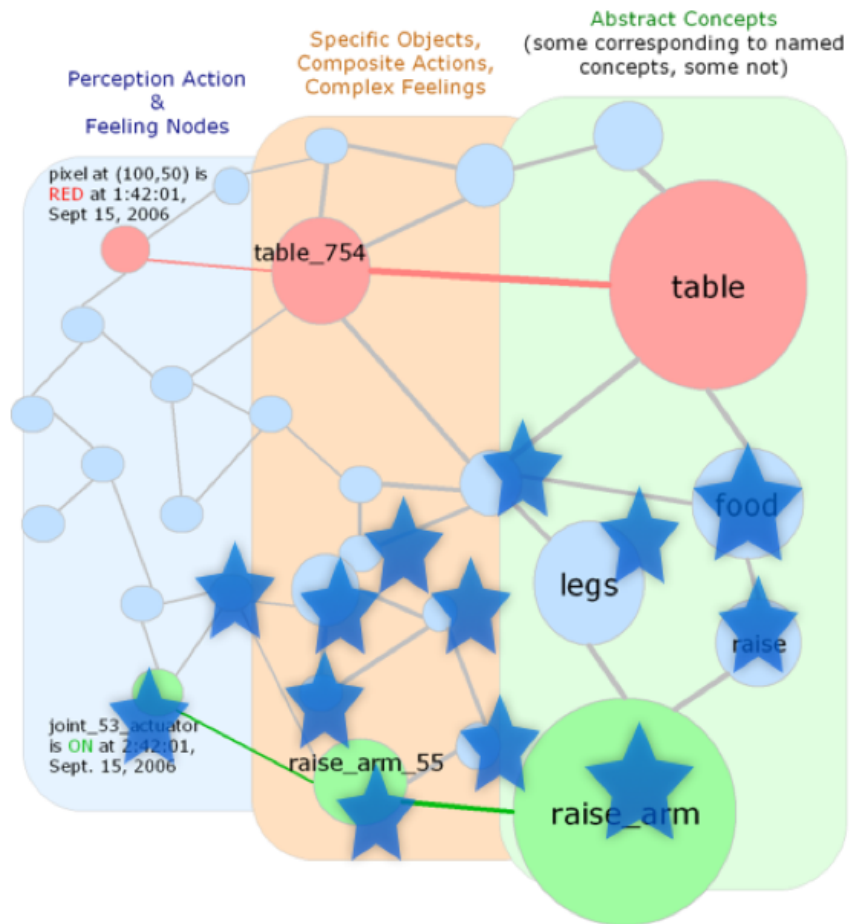 Abstract Concepts
(some corresponding to named
concepts, some not)
Specific Objects,
Composite Actions,
Complex Feelings
Perception Action
&
Feeling Nodes
pixel at (100,50) is
RED at 1:42:01,
Sept 15, 2006
table_754
table
food
legs
raise
joint_53_actuator
is ON at 2:42:01,
Sept. 15, 2006
raise_arm_55
raise_arm